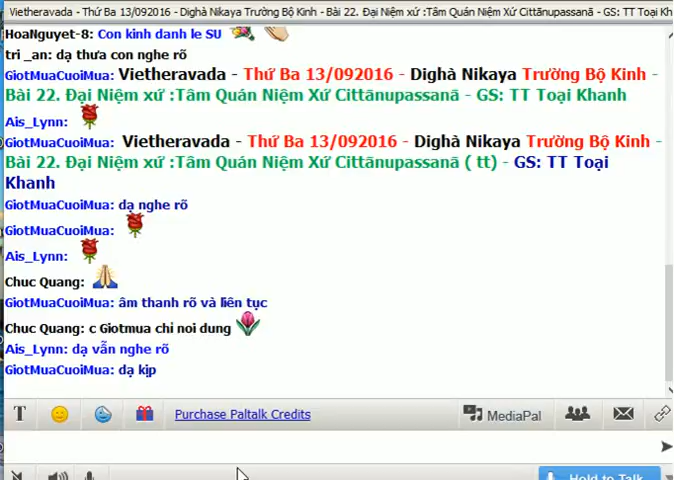 Vietheravada - Thứ Ba 13/092016 - Dighà Nikaya Trường Bộ Kinh - Bài 22. Đại Niệm xứ :Tâm Quán Niệm Xứ Cittānupassanā - GS: TT Toại Kh
HoaNguyet-8: Con kinh danh le SU
tri _an: dạ thưa con nghe rõ
GiotMuaCuoiMua: Vietheravada - Thứ Ba 13/092016 - Dighà Nikaya Trường Bộ Kinh -
Bài 22. Đại Niệm xứ :Tâm Quán Niệm Xứ Cittānupassanā - GS: TT Toại Khanh
Ais_Lynn:
GiotMuaCuoiMua: Vietheravada - Thứ Ba 13/092016 - Dighà Nikaya Trường Bộ Kinh -
Bài 22. Đại Niệm xứ :Tâm Quán Niệm Xứ Cittānupassanā ( tt) - GS: TT Toại
Khanh
GiotMuaCuoiMua: dạ nghe rõ
GiotMuaCuoiMua:
Ais_Lynn:
Chuc Quang:
GiotMuaCuoiMua: âm thanh rõ và liên tục
Chuc Quang: c Giotmua chi noi dung
Ais_Lynn: dạ vẫn nghe rõ
GiotMuaCuoiMua: dạ kịp
T Purchase Paltalk Credits MediaPal
Hold to Talk